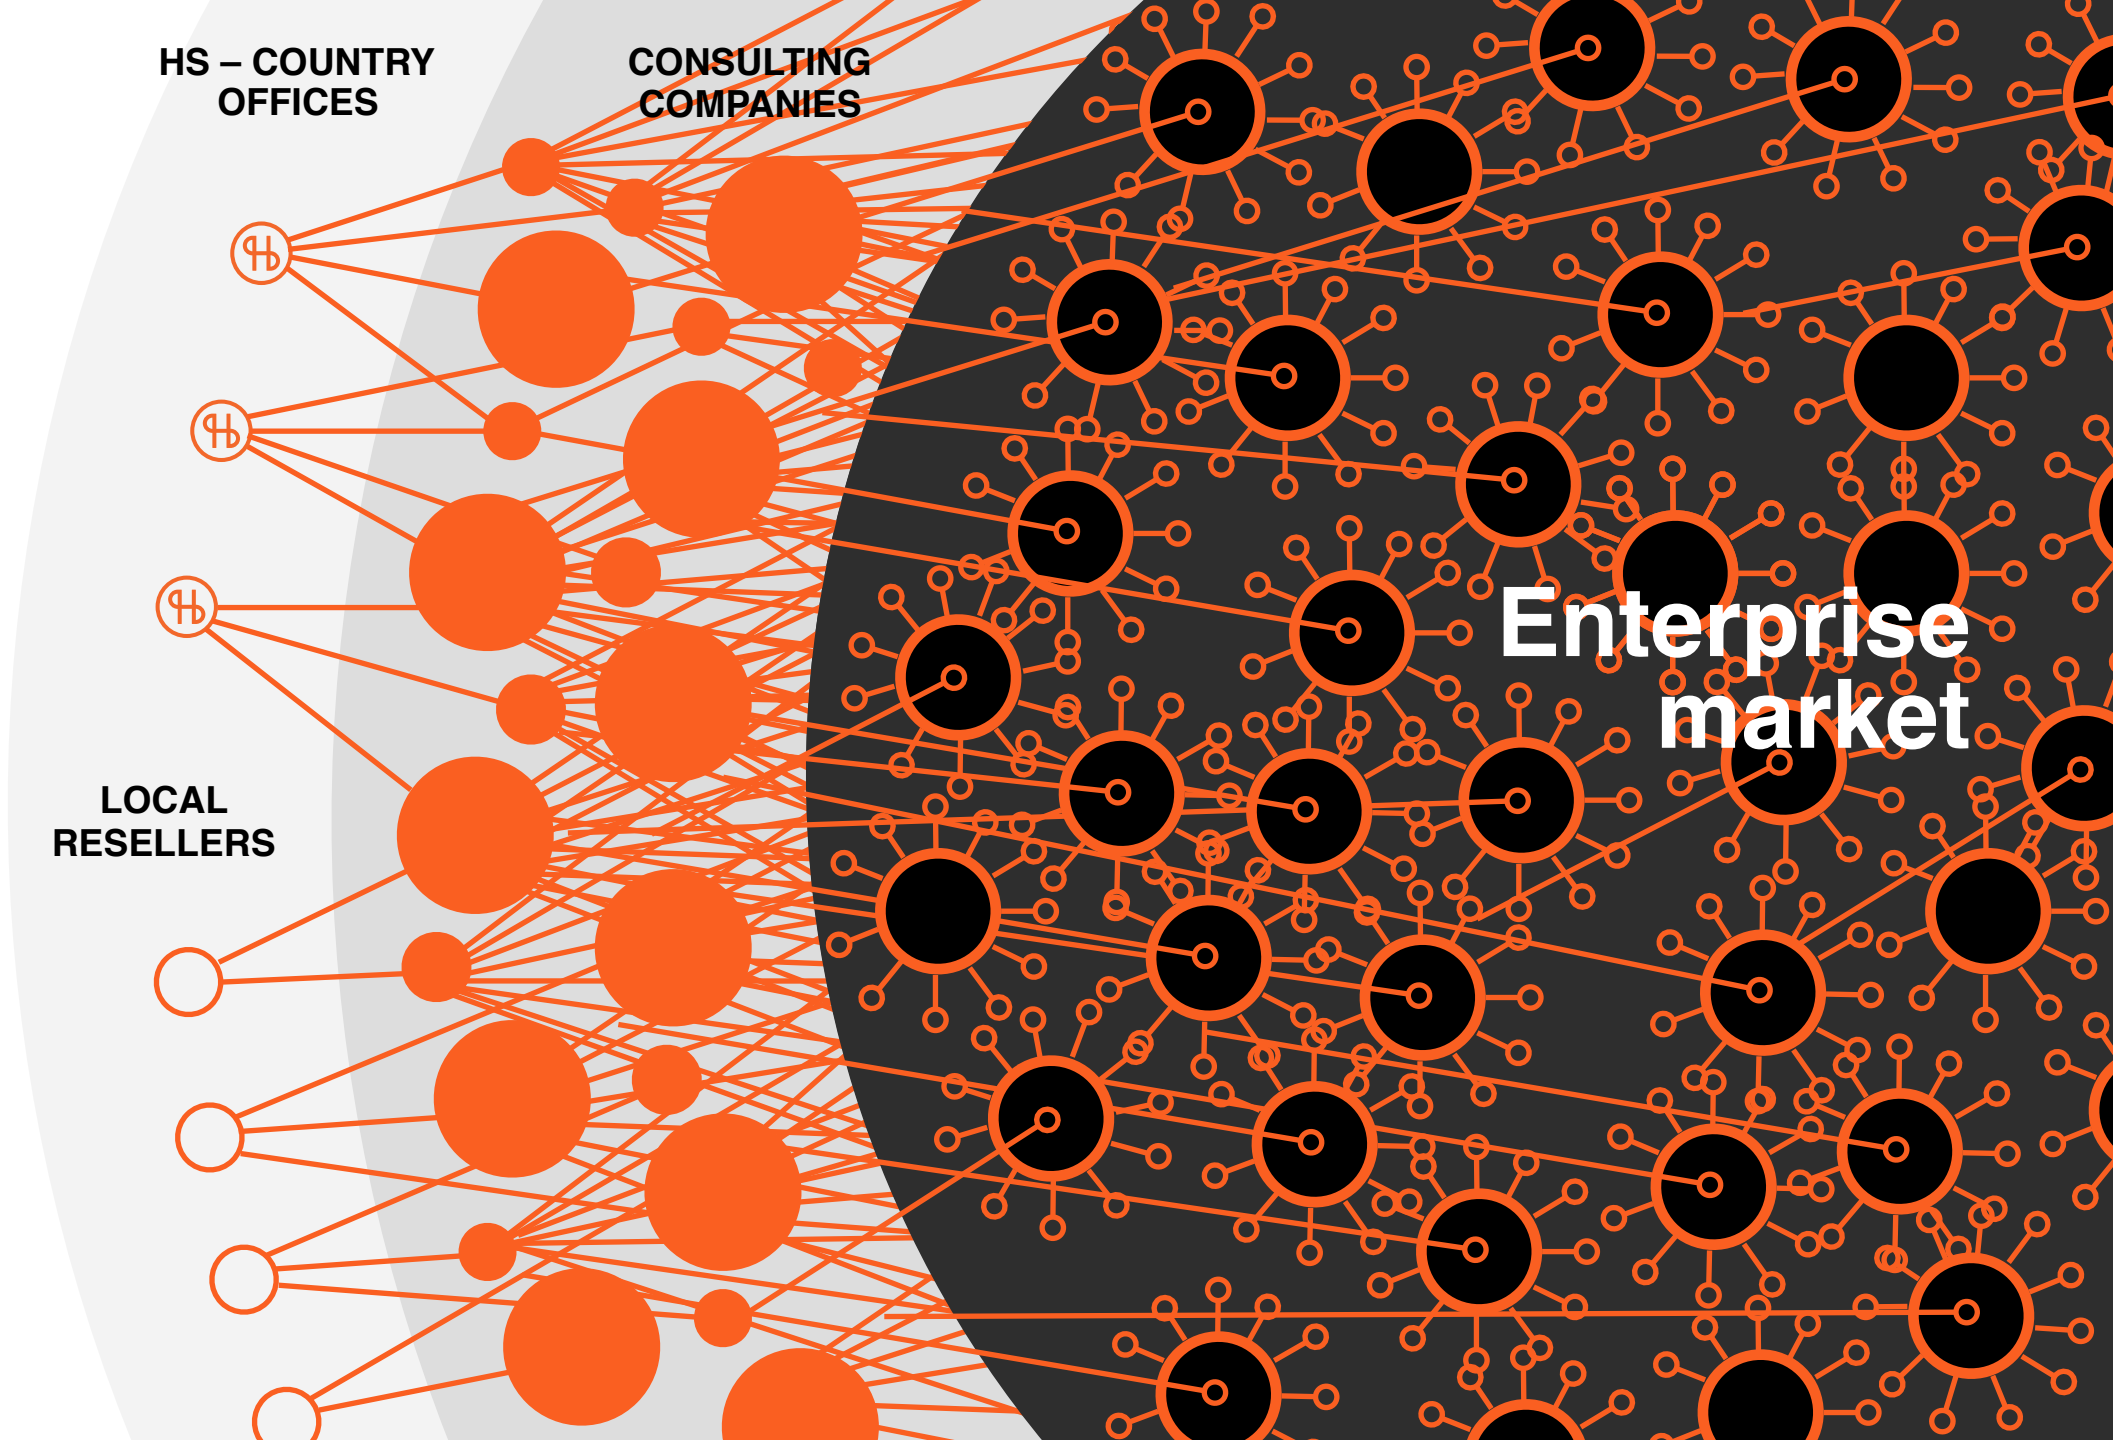 HS – COUNTRY
OFFICES
CONSULTING
COMPANIES
Enterprise
market
LOCAL
RESELLERS